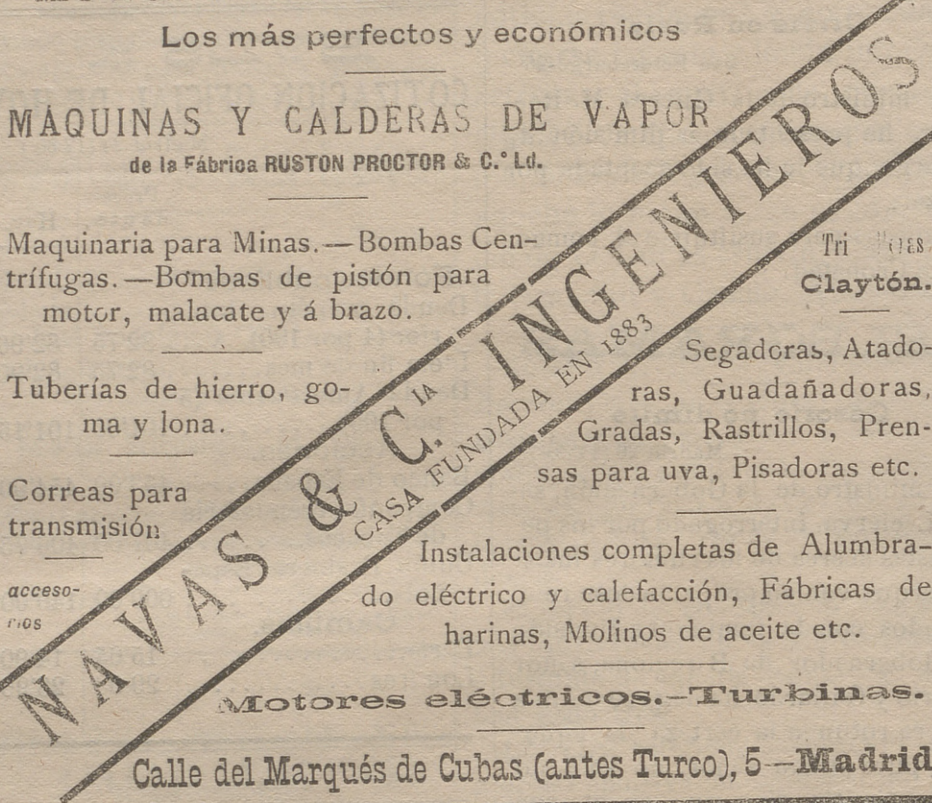 Los más perfectos y económicos
MÁQUINAS Y CALDERAS DE VAPOR
de la Fábrica RUSTON PROCTOR & C.° Ld.
Maquinaria para Minas.—Bombas Cen-
trífugas.—Bombas de pistón para
motor, malacate y á brazo.
Tuberías de hierro, go-
ma y lona.
Correas para
transmisión
acceso-
rios
NAVAS & C.IA INGENIEROS
CASA FUNDADA EN 1883
Claytón.
Segadoras, Atado-
ras, Guadañadoras,
Gradas, Rastrillos, Pren-
sas para uva, Pisadoras etc.
Instalaciones completas de Alumbra-
do eléctrico y calefacción, Fábricas de
harinas, Molinos de aceite etc.
Motores eléctricos.—Turbinas.
Calle del Marqués de Cubas (antes Turco), 5—Madrid